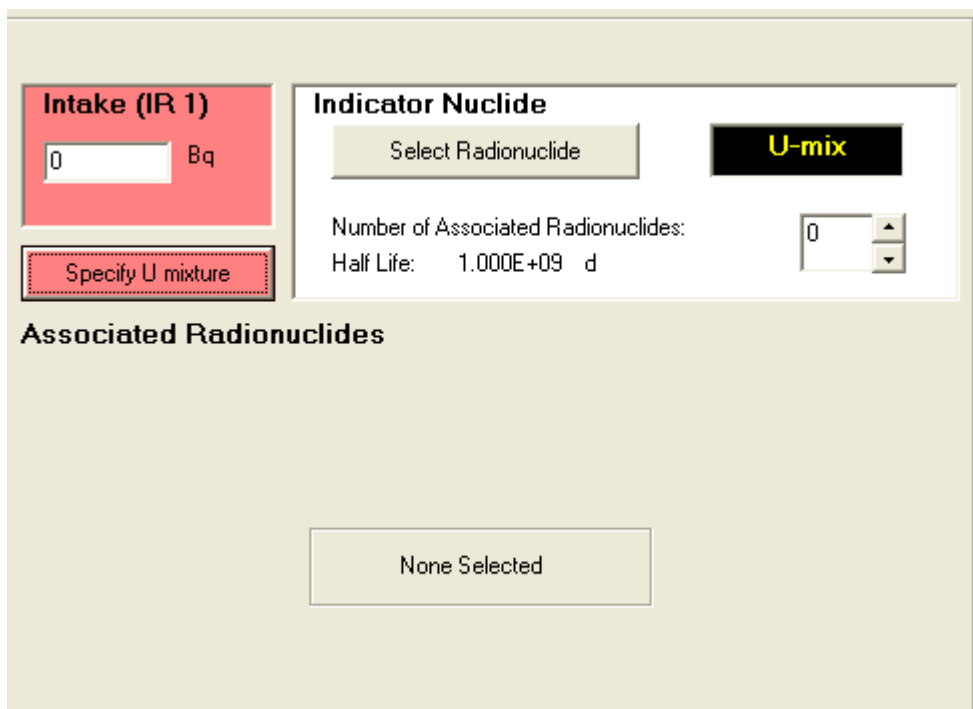 Intake (IR 1)
0 Bq
Specify U mixture
Indicator Nuclide
Select Radionuclide
U-mix
Number of Associated Radionuclides: 0
Half Life: 1.000E+09 d
Associated Radionuclides
None Selected